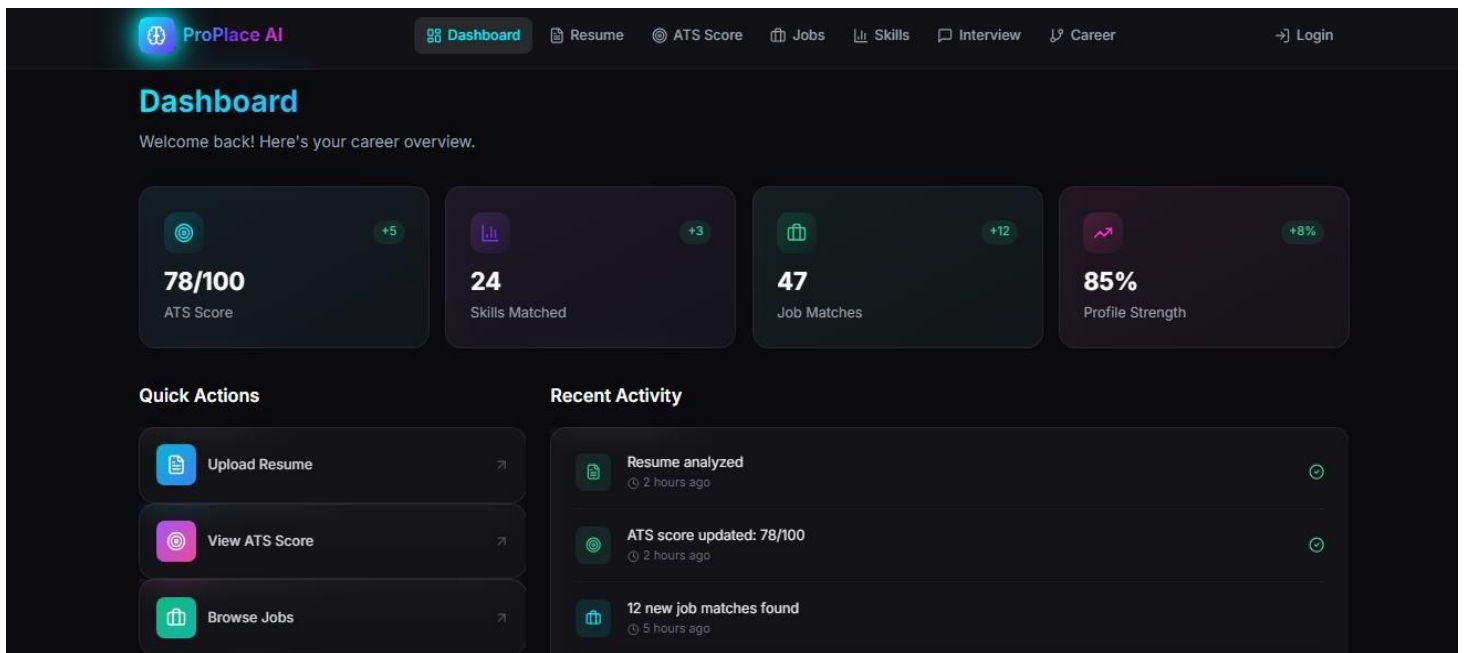 ProPlace AI
Dashboard
Resume
ATS Score
Jobs
Skills
Interview
Career
Login
Dashboard
Welcome back! Here's your career overview.
+5
78/100
ATS Score
+3
24
Skills Matched
+12
47
Job Matches
+8%
85%
Profile Strength
Quick Actions
Upload Resume
View ATS Score
Browse Jobs
Recent Activity
Resume analyzed
2 hours ago
ATS score updated: 78/100
2 hours ago
12 new job matches found
5 hours ago